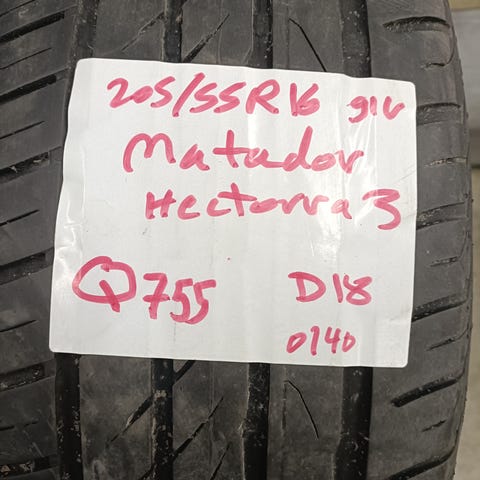 205/55R16 91V
Matador
Hectorra 3
Q755 D18
0140